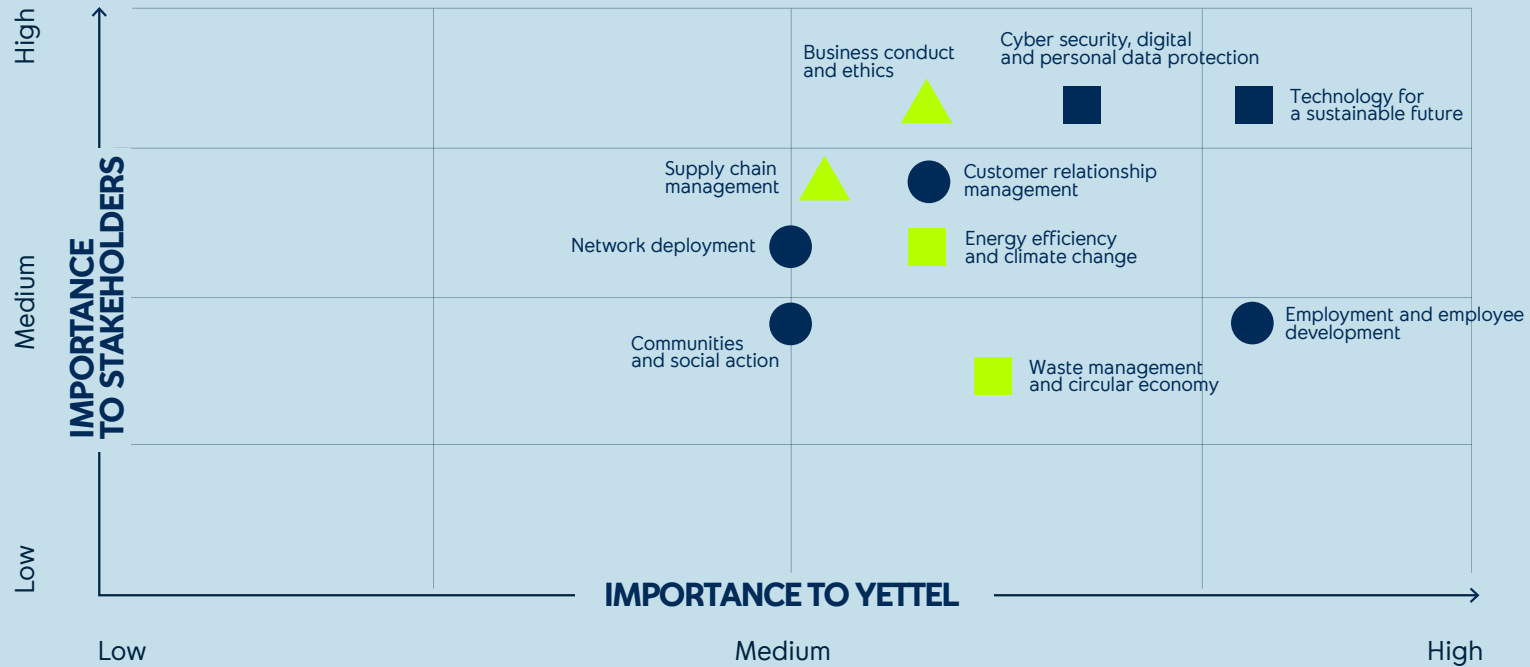 High
Medium
Low
IMPORTANCE
TO STAKEHOLDERS
Business conduct
and ethics
Cyber security, digital
and personal data protection
Technology for
a sustainable future
Supply chain
management
Customer relationship
management
Network deployment
Energy efficiency
and climate change
Communities
and social action
Employment and employee
development
Waste management
and circular economy
IMPORTANCE TO YETTEL
Low
Medium
High